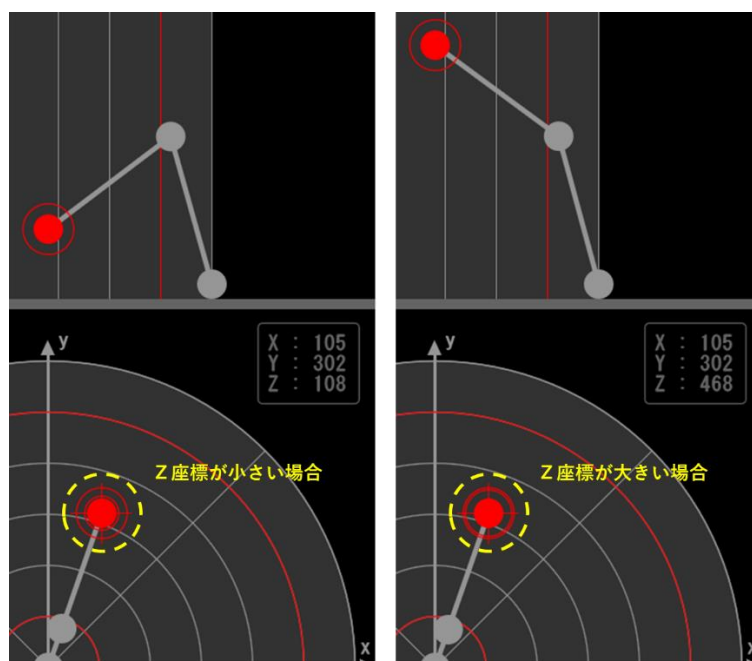 y
X : 105
Y : 302
Z : 108
Z座標が小さい場合
X
y
X : 105
Y : 302
Z : 468
Z座標が大きい場合
X